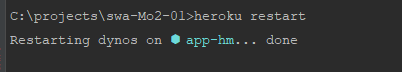 C:\projects\swa-Mo2-01>heroku restart
Restarting dynos on ⬢ app-hm... done